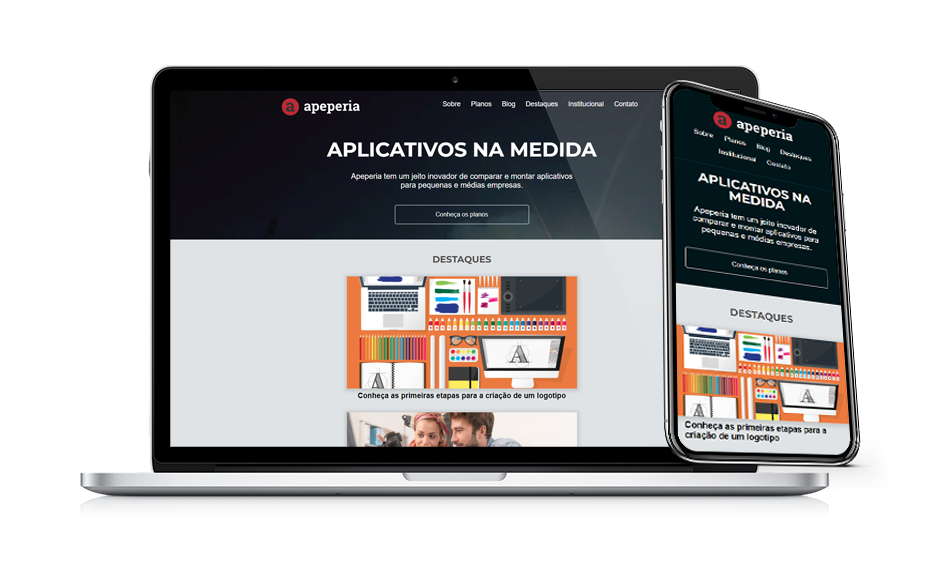 a apeperia
Sobre Planos Blog Destaques Institucional Contato
APLICATIVOS NA MEDIDA
Apeperia tem um jeito inovador de comparar e montar aplicativos
para pequenas e médias empresas.
Conheça os planos
DESTAQUES
A
A
Conheça as primeiras etapas para a criação de um logotipo
a apeperia
Sobre Planos Blog Destaques
Institucional Contato
APLICATIVOS NA
MEDIDA
Apeperia tem um jeito inovador de
comparar e montar aplicativos para
pequenas e médias empresas.
Conheça os planos
DESTAQUES
A
A
Conheça as primeiras etapas para a
criação de um logotipo